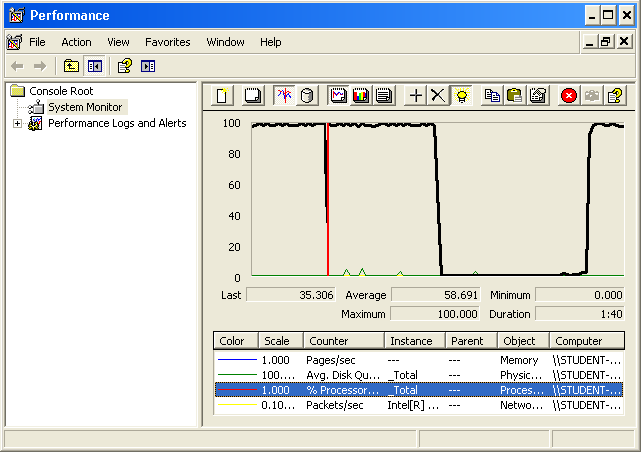 Performance
File Action View Favorites Window Help
Console Root
System Monitor
Performance Logs and Alerts
100
80
60
40
20
0
Last 35.306 Average 58.691 Minimum 0.000
Maximum 100.000 Duration 1:40
Color Scale Counter Instance Parent Object Computer
1.000 Pages/sec --- --- Memory \\STUDENT-...
100.... Avg. Disk Qu... _Total --- Physic... \\STUDENT-...
1.000 % Processor... _Total --- Proces... \\STUDENT-...
0.10... Packets/sec Intel[R] ... --- Netwo... \\STUDENT-...